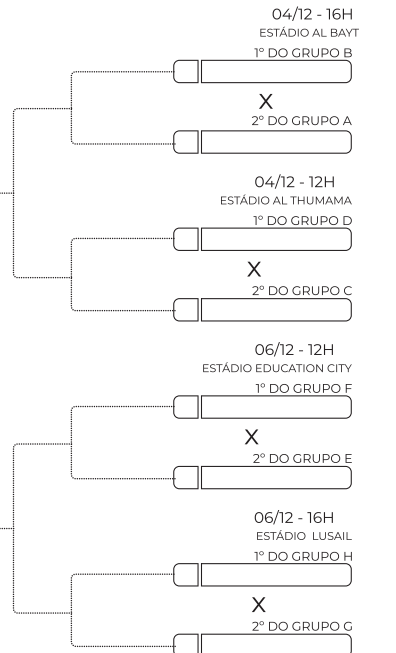 04/12 - 16H
ESTÁDIO AL BAYT
1º DO GRUPO B
X
2º DO GRUPO A
04/12 - 12H
ESTÁDIO AL THUMAMA
1º DO GRUPO D
X
2º DO GRUPO C
06/12 - 12H
ESTÁDIO EDUCATION CITY
1º DO GRUPO F
X
2º DO GRUPO E
06/12 - 16H
ESTÁDIO LUSAIL
1º DO GRUPO H
X
2º DO GRUPO G